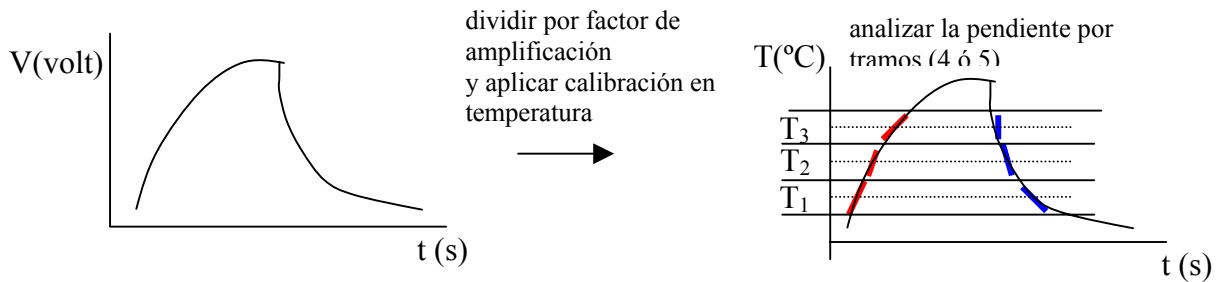 V(volt)
t (s)
dividir por factor de
amplificación
y aplicar calibración en
temperatura
analizar la pendiente por
tramos (4 ó 5)
T(ºC)
T3
T2
T1
t (s)